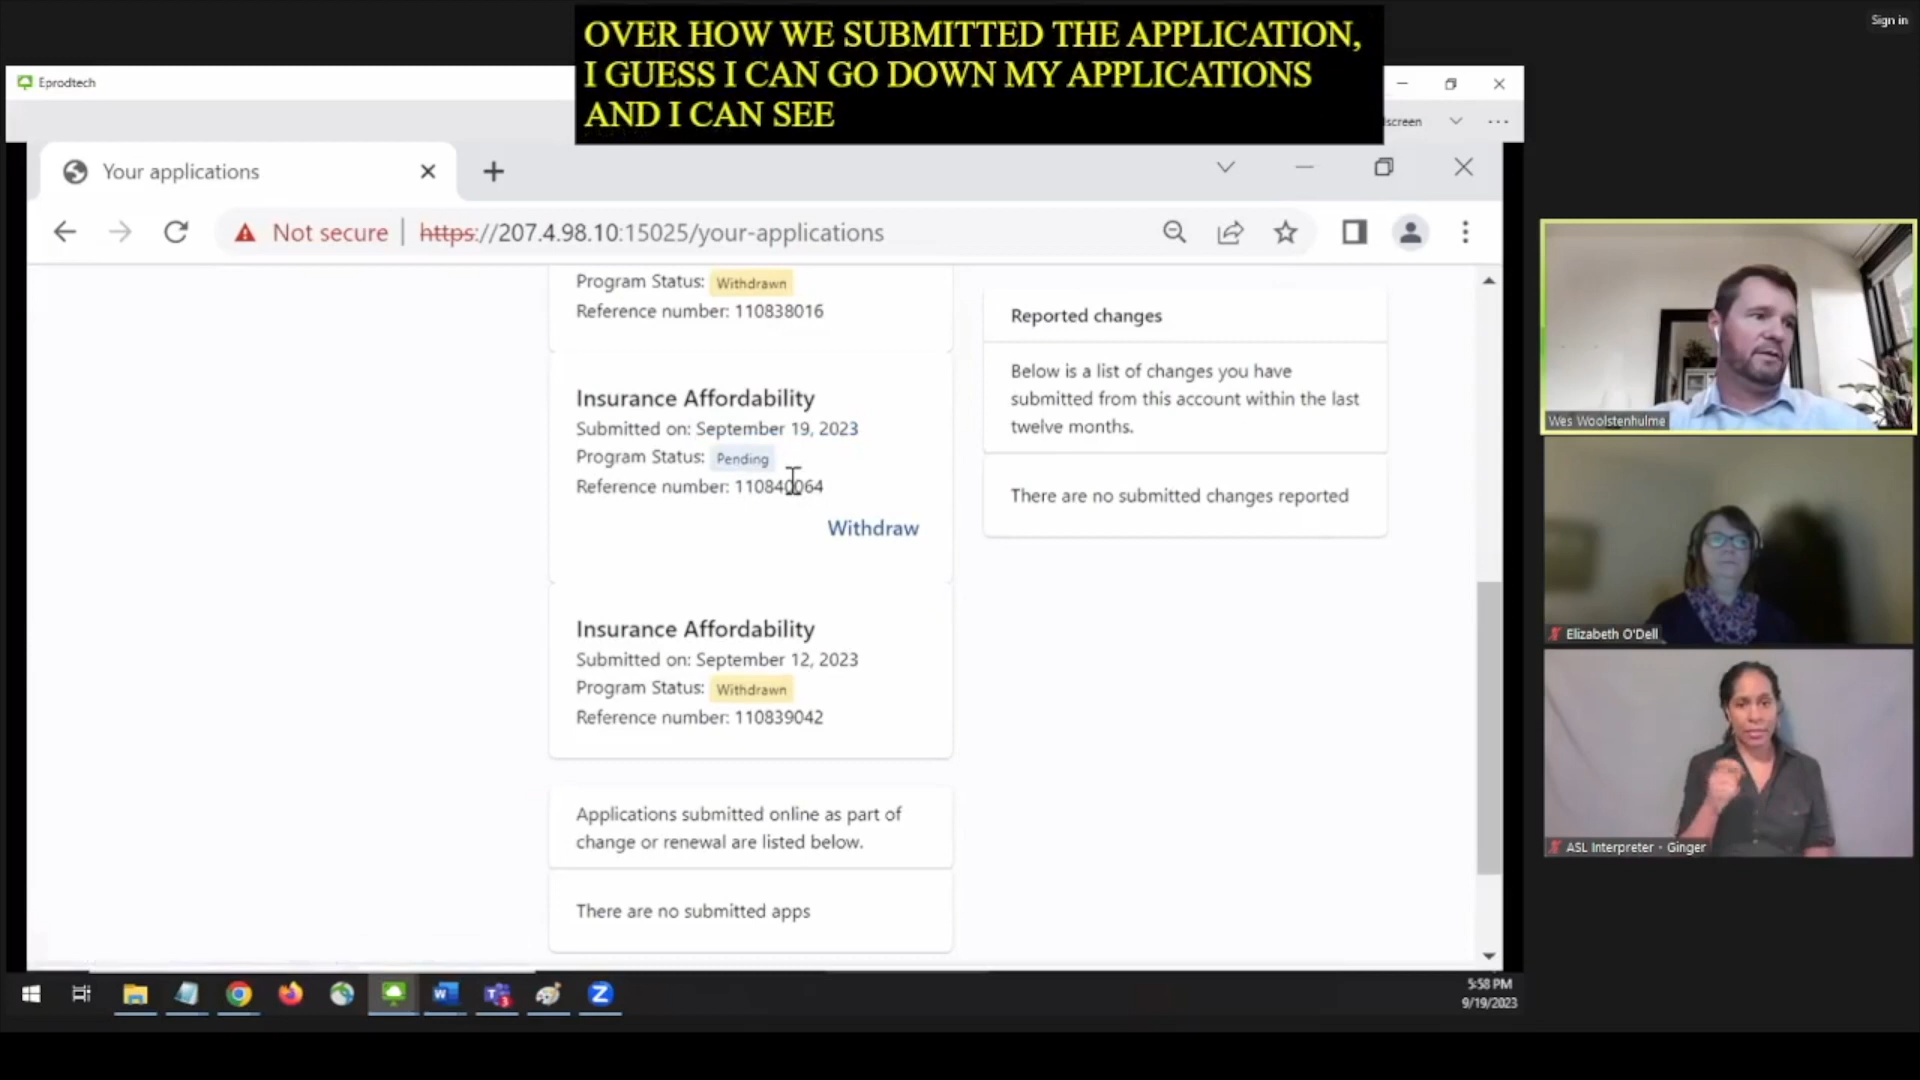 Sign in
OVER HOW WE SUBMITTED THE APPLICATION,
I GUESS I CAN GO DOWN MY APPLICATIONS
AND I CAN SEE
Eprodtech
lscreen
Your applications
Not secure
https://207.4.98.10:15025/your-applications
Program Status: Withdrawn
Reference number: 110838016
Insurance Affordability
Submitted on: September 19, 2023
Program Status: Pending
Reference number: 110840064
Withdraw
Insurance Affordability
Submitted on: September 12, 2023
Program Status: Withdrawn
Reference number: 110839042
Applications submitted online as part of
change or renewal are listed below.
There are no submitted apps
Reported changes
Below is a list of changes you have
submitted from this account within the last
twelve months.
There are no submitted changes reported
Wes Woolstenhulme
Elizabeth O'Dell
ASL Interpreter - Ginger
5:58 PM
9/19/2023